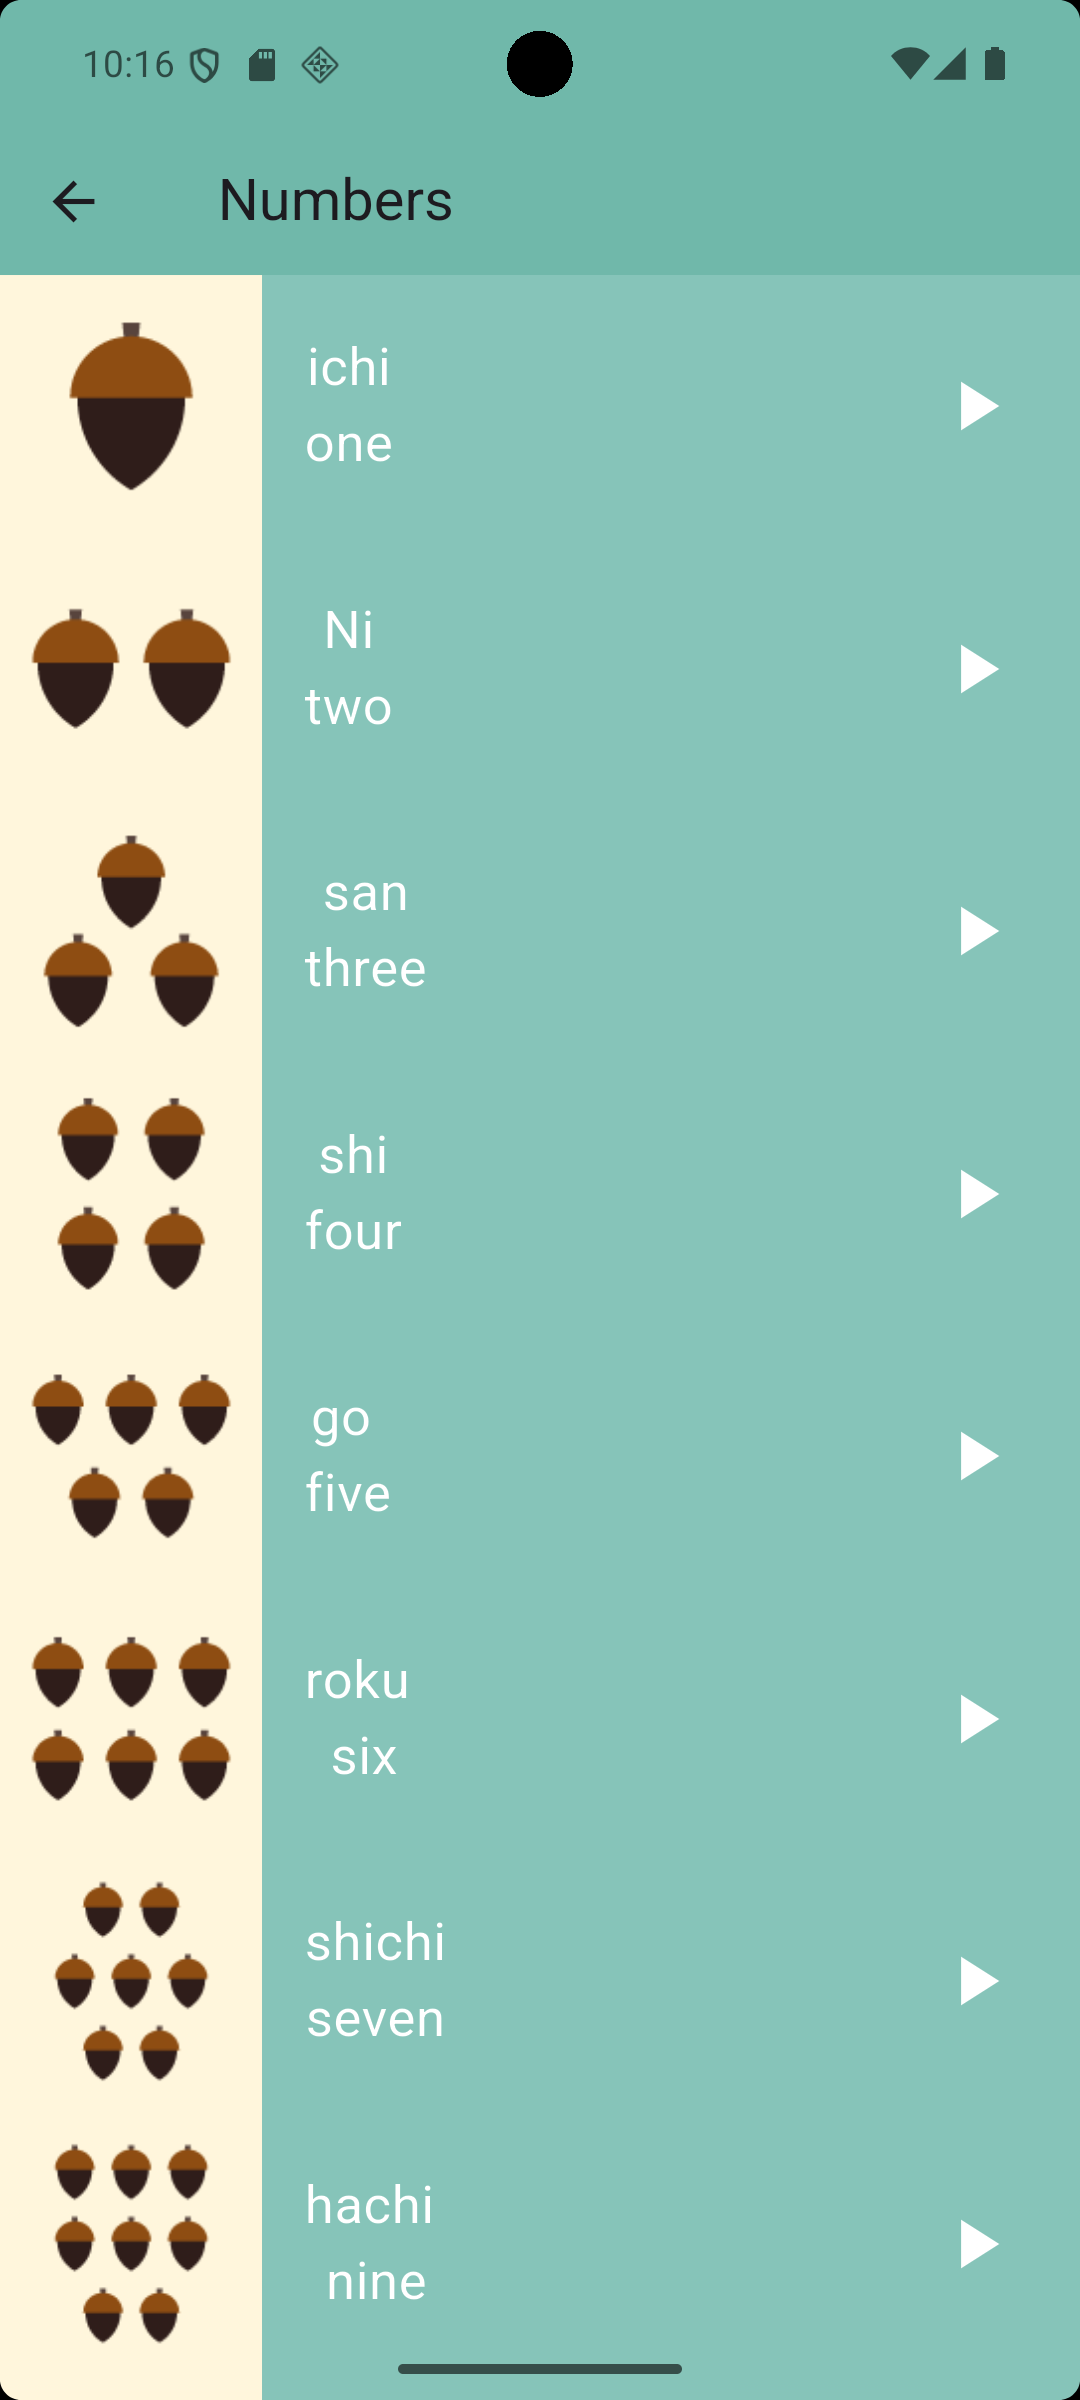 10:16
Numbers
ichi
one
Ni
two
san
three
shi
four
go
five
roku
six
shichi
seven
hachi
nine